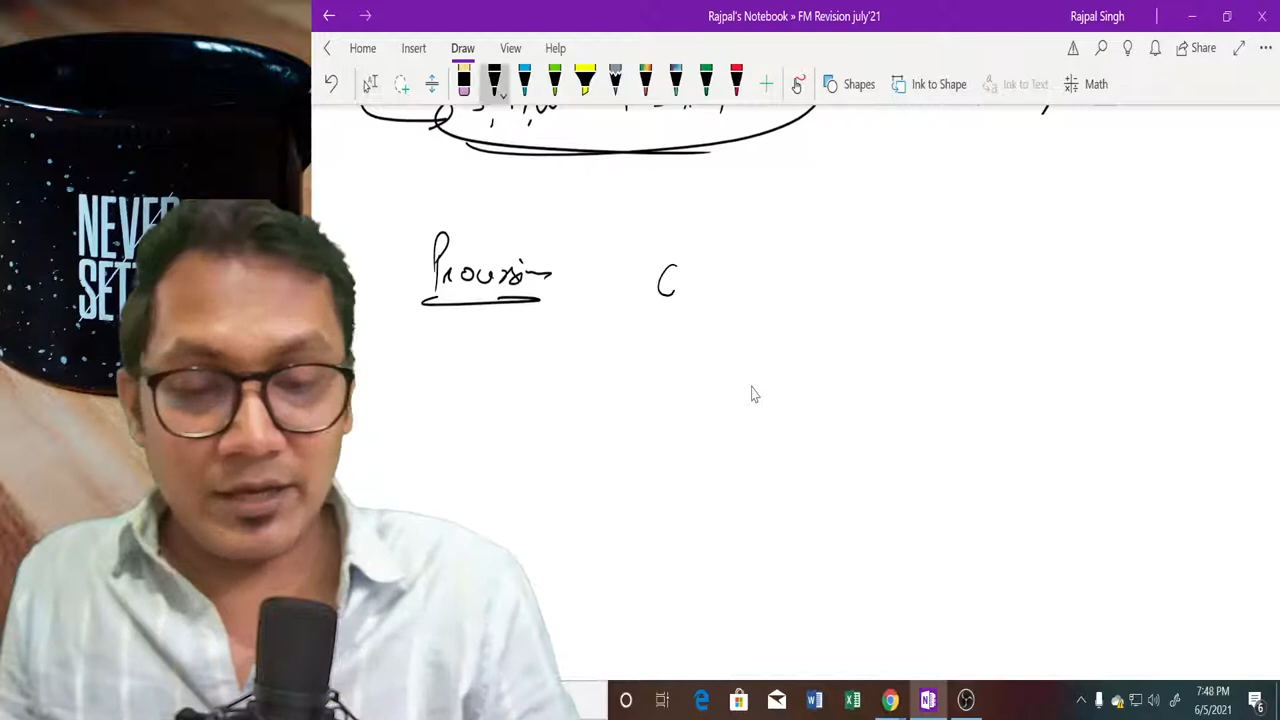 Rajpal's Notebook » FM Revision july'21
Rajpal Singh
Home Insert Draw View Help
Share
Shapes
Ink to Shape
Ink to Text
Math
NEVER
SET
Provision C
7:48 PM
6/5/2021
6